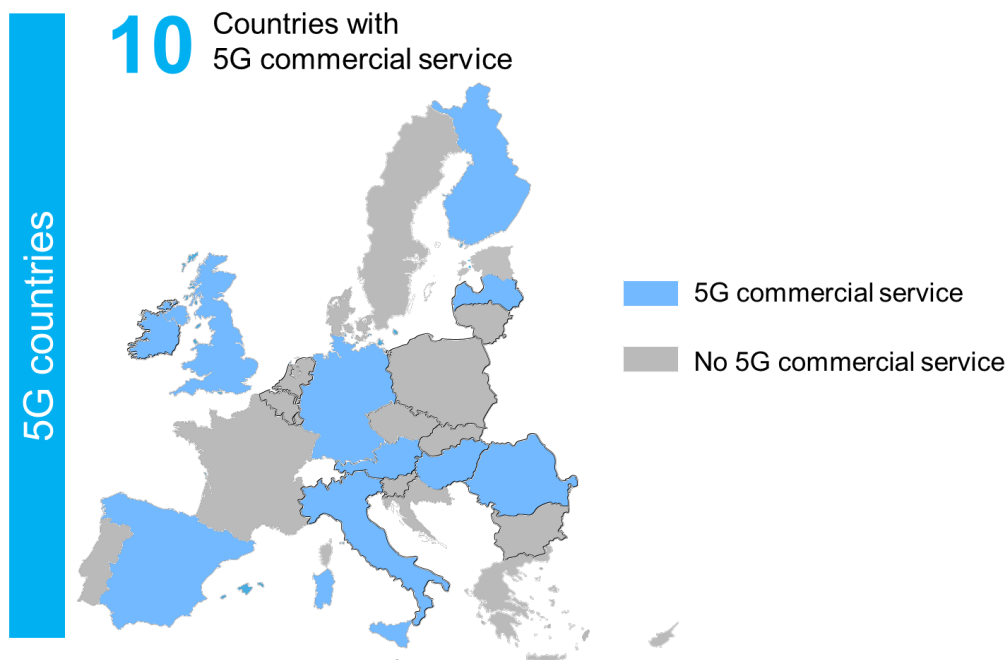 10
Countries with
5G commercial service
5G countries
5G commercial service
No 5G commercial service